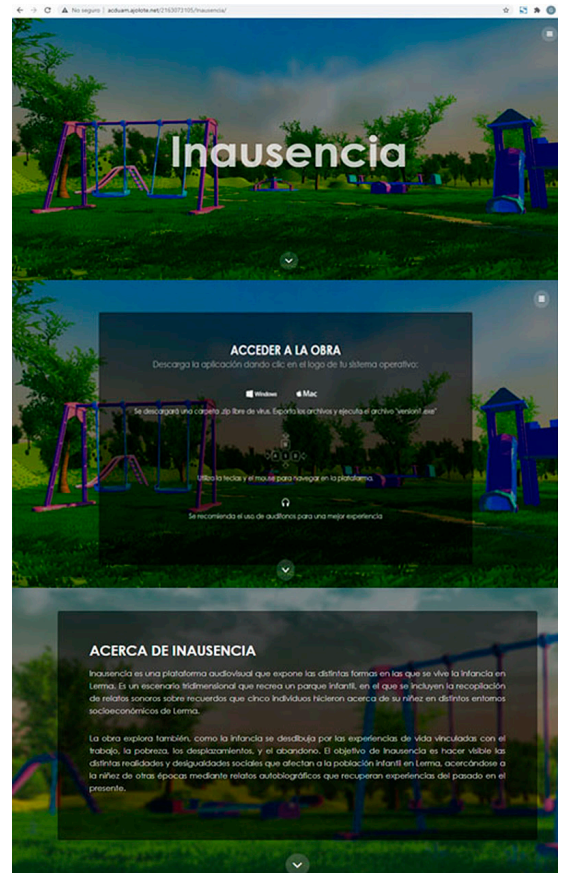 No seguro | acduam.ajolote.net/2163073105/Inausencia/
Inausencia
ACCEDER A LA OBRA
Descarga la aplicación dando clic en el logo de tu sistema operativo:
Windows Mac
Se descargará una carpeta .zip libre de virus. Exporta los archivos y ejecuta el archivo "version1.exe"
Utiliza la teclas y el mouse para navegar en la plataforma.
Se recomienda el uso de audífonos para una mejor experiencia
ACERCA DE INAUSENCIA
Inausencia es una plataforma audiovisual que expone las distintas formas en las que se vive la infancia en
Lerma. Es un escenario tridimensional que recrea un parque infantil, en el que se incluyen la recopilación
de relatos sonoros sobre recuerdos que cinco individuos hicieron acerca de su niñez en distintos entornos
socioeconómicos de Lerma.
La obra explora también, como la infancia se desdibuja por las experiencias de vida vinculadas con el
trabajo, la pobreza, los desplazamientos, y el abandono. El objetivo de Inausencia es hacer visible las
distintas realidades y desigualdades sociales que afectan a la población infantil en Lerma, acercándose a
la niñez de otras épocas mediante relatos autobiográficos que recuperan experiencias del pasado en el
presente.